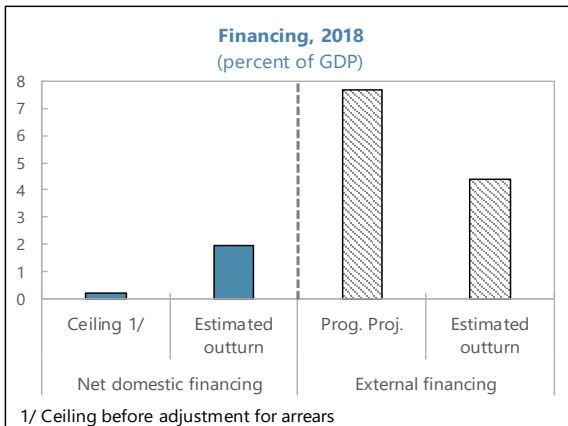 Financing, 2018
(percent of GDP)
8
7
6
5
4
3
2
1
0
Ceiling 1/ Estimated outturn Prog. Proj. Estimated outturn
Net domestic financing External financing
1/ Ceiling before adjustment for arrears